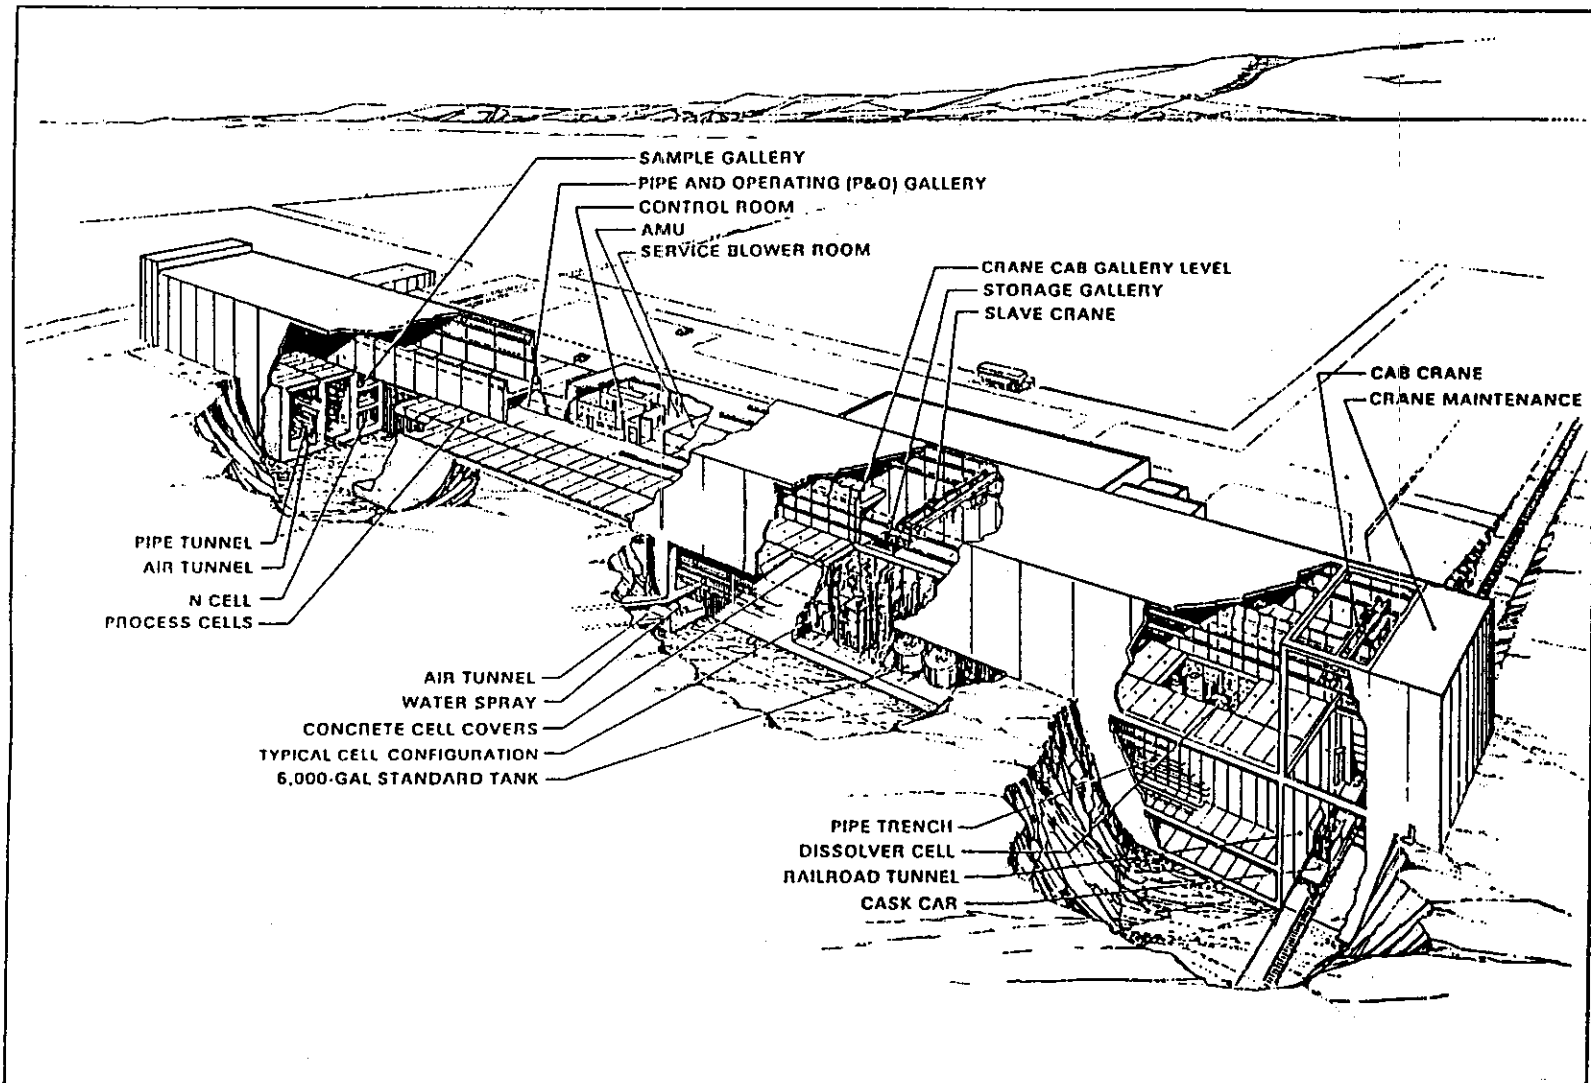 SAMPLE GALLERY
PIPE AND OPERATING (P&O) GALLERY
CONTROL ROOM
AMU
SERVICE BLOWER ROOM
CRANE CAB GALLERY LEVEL
STORAGE GALLERY
SLAVE CRANE
CAB CRANE
CRANE MAINTENANCE
PIPE TUNNEL
AIR TUNNEL
N CELL
PROCESS CELLS
AIR TUNNEL
WATER SPRAY
CONCRETE CELL COVERS
TYPICAL CELL CONFIGURATION
6,000-GAL STANDARD TANK
PIPE TRENCH
DISSOLVER CELL
RAILROAD TUNNEL
CASK CAR